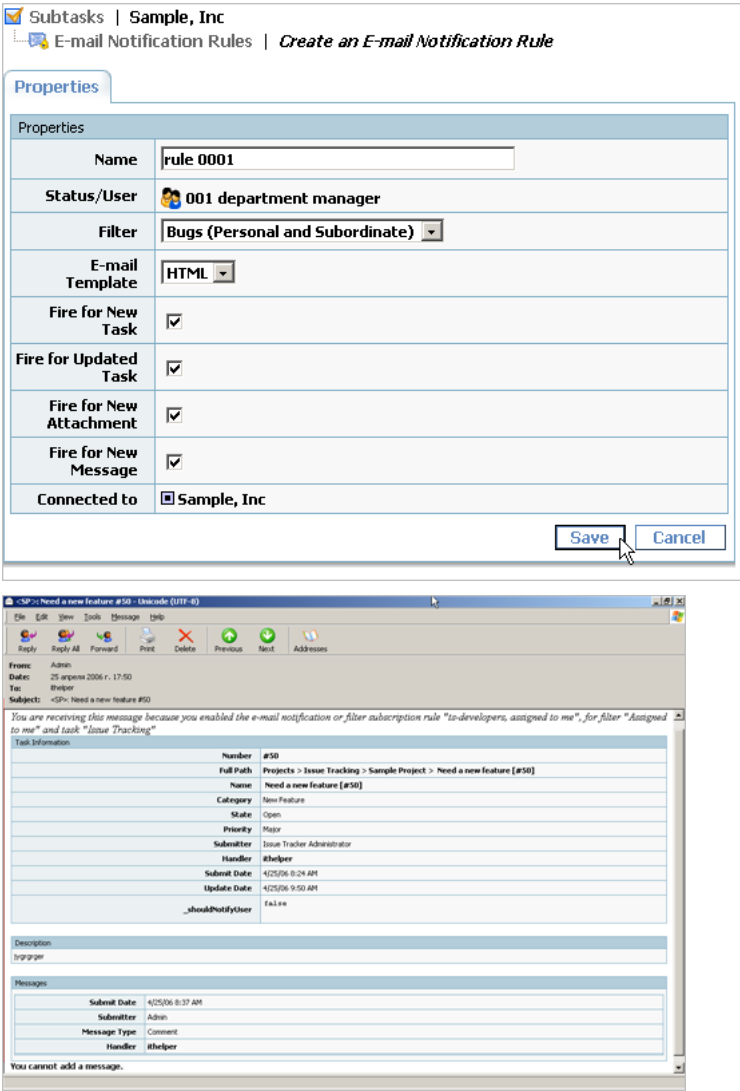 Subtasks | Sample, Inc
E-mail Notification Rules | Create an E-mail Notification Rule
Properties
Properties
Name rule 0001
Status/User 001 department manager
Filter Bugs (Personal and Subordinate)
E-mail
Template HTML
Fire for New
Task
Fire for Updated
Task
Fire for New
Attachment
Fire for New
Message
Connected to Sample, Inc
Save Cancel
<SP>: Need a new feature #50 - Unicode (UTF-8)
File Edit View Tools Message Help
Reply Reply All Forward Print Delete Previous Next Addresses
From: Admin
Date: 25 апреля 2006 г. 17:50
To: ithelper
Subject: <SP>: Need a new feature #50
You are receiving this message because you enabled the e-mail notification or filter subscription rule "to-developers, assigned to me", for filter "Assigned
to me" and task "Issue Tracking"
Task Information
Number #50
Full Path Projects > Issue Tracking > Sample Project > Need a new feature [#50]
Name Need a new feature [#50]
Category New Feature
State Open
Priority Major
Submitter Issue Tracker Administrator
Handler ithelper
Submit Date 4/25/06 8:24 AM
Update Date 4/25/06 9:50 AM
_shouldNotifyUser false
Description
Messages
Submit Date 4/25/06 8:37 AM
Submitter Admin
Message Type Comment
Handler ithelper
You cannot add a message.